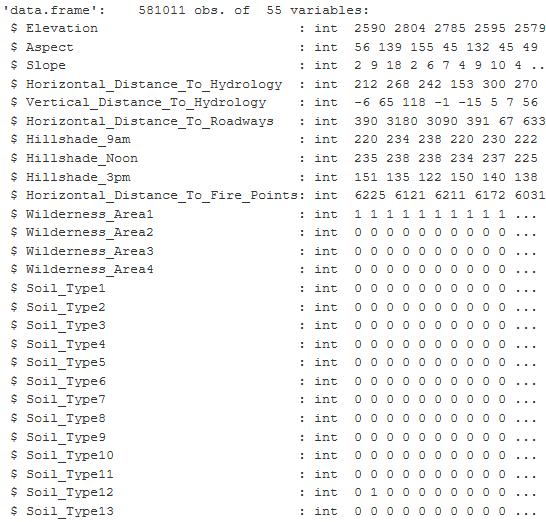 'data.frame':    581011 obs. of  55 variables:
 $ Elevation                         : int  2590 2804 2785 2595 2579
 $ Aspect                            : int  56 139 155 45 132 45 49
 $ Slope                             : int  2 9 18 2 6 7 4 9 10 4 ..
 $ Horizontal_Distance_To_Hydrology  : int  212 268 242 153 300 270
 $ Vertical_Distance_To_Hydrology    : int  -6 65 118 -1 -15 5 7 56
 $ Horizontal_Distance_To_Roadways   : int  390 3180 3090 391 67 633
 $ Hillshade_9am                     : int  220 234 238 220 230 222
 $ Hillshade_Noon                    : int  235 238 238 234 237 225
 $ Hillshade_3pm                     : int  151 135 122 150 140 138
 $ Horizontal_Distance_To_Fire_Points: int  6225 6121 6211 6172 6031
 $ Wilderness_Area1                  : int  1 1 1 1 1 1 1 1 1 1 ...
 $ Wilderness_Area2                  : int  0 0 0 0 0 0 0 0 0 0 ...
 $ Wilderness_Area3                  : int  0 0 0 0 0 0 0 0 0 0 ...
 $ Wilderness_Area4                  : int  0 0 0 0 0 0 0 0 0 0 ...
 $ Soil_Type1                        : int  0 0 0 0 0 0 0 0 0 0 ...
 $ Soil_Type2                        : int  0 0 0 0 0 0 0 0 0 0 ...
 $ Soil_Type3                        : int  0 0 0 0 0 0 0 0 0 0 ...
 $ Soil_Type4                        : int  0 0 0 0 0 0 0 0 0 0 ...
 $ Soil_Type5                        : int  0 0 0 0 0 0 0 0 0 0 ...
 $ Soil_Type6                        : int  0 0 0 0 0 0 0 0 0 0 ...
 $ Soil_Type7                        : int  0 0 0 0 0 0 0 0 0 0 ...
 $ Soil_Type8                        : int  0 0 0 0 0 0 0 0 0 0 ...
 $ Soil_Type9                        : int  0 0 0 0 0 0 0 0 0 0 ...
 $ Soil_Type10                       : int  0 0 0 0 0 0 0 0 0 0 ...
 $ Soil_Type11                       : int  0 0 0 0 0 0 0 0 0 0 ...
 $ Soil_Type12                       : int  0 1 0 0 0 0 0 0 0 0 ...
 $ Soil_Type13                       : int  0 0 0 0 0 0 0 0 0 0 ...